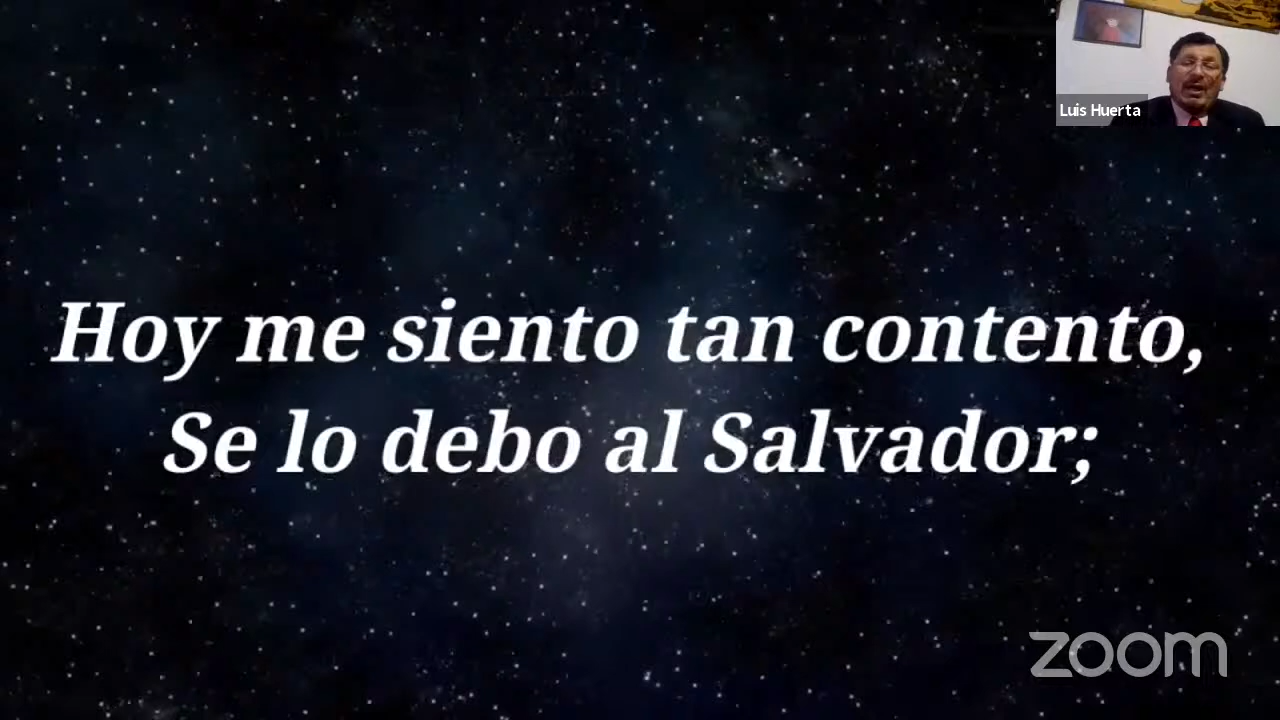 Luis Huerta
Hoy me siento tan contento,
Se lo debo al Salvador;
zoom